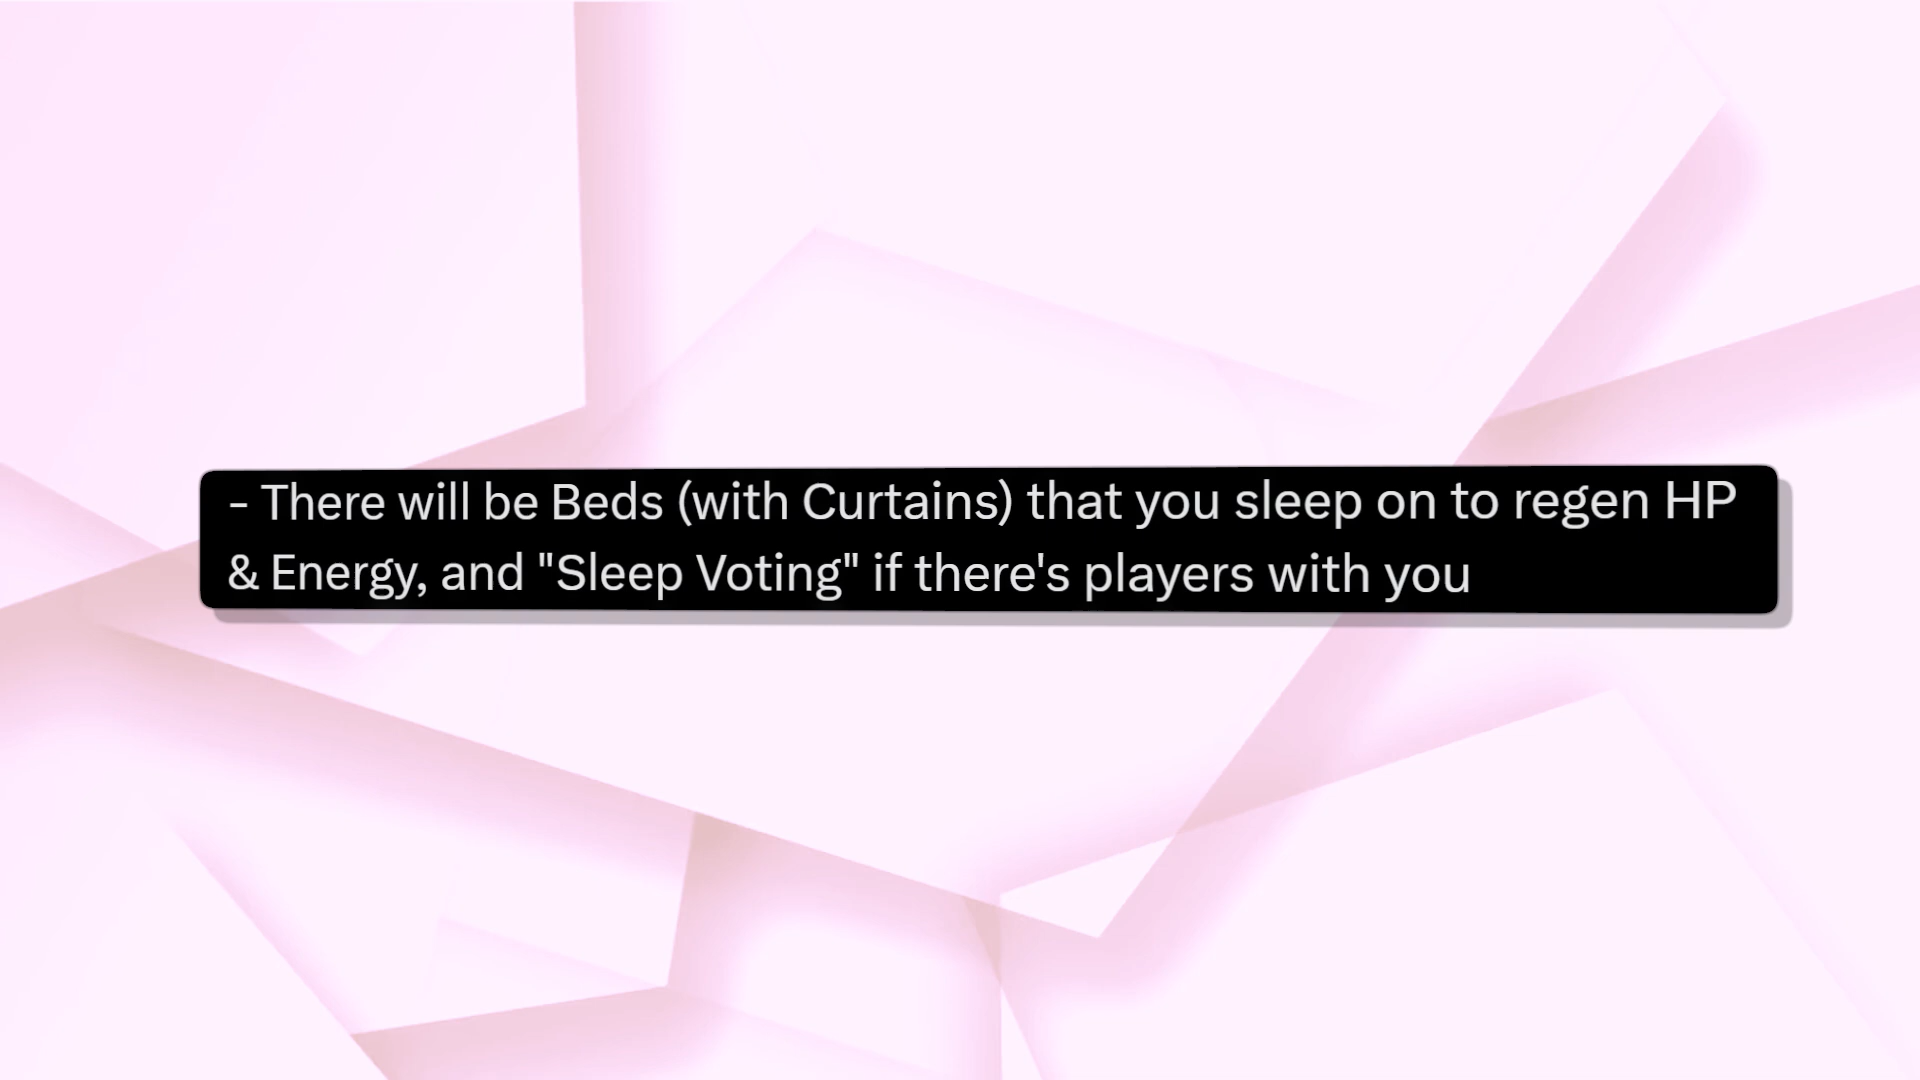 - There will be Beds (with Curtains) that you sleep on to regen HP
& Energy, and "Sleep Voting" if there's players with you